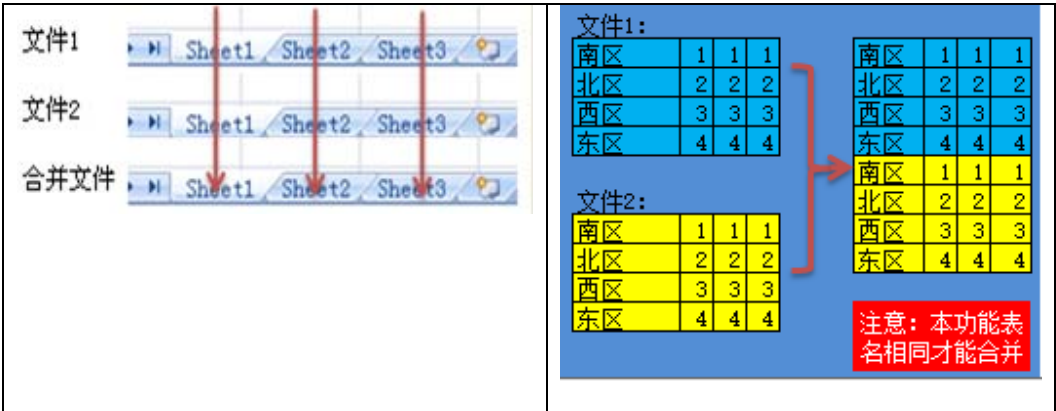 文件1
Sheet1 Sheet2 Sheet3
文件2
Sheet1 Sheet2 Sheet3
合并文件
Sheet1 Sheet2 Sheet3
文件1:
南区 1 1 1
北区 2 2 2
西区 3 3 3
东区 4 4 4
文件2:
南区 1 1 1
北区 2 2 2
西区 3 3 3
东区 4 4 4
南区 1 1 1
北区 2 2 2
西区 3 3 3
东区 4 4 4
南区 1 1 1
北区 2 2 2
西区 3 3 3
东区 4 4 4
注意：本功能表
名相同才能合并